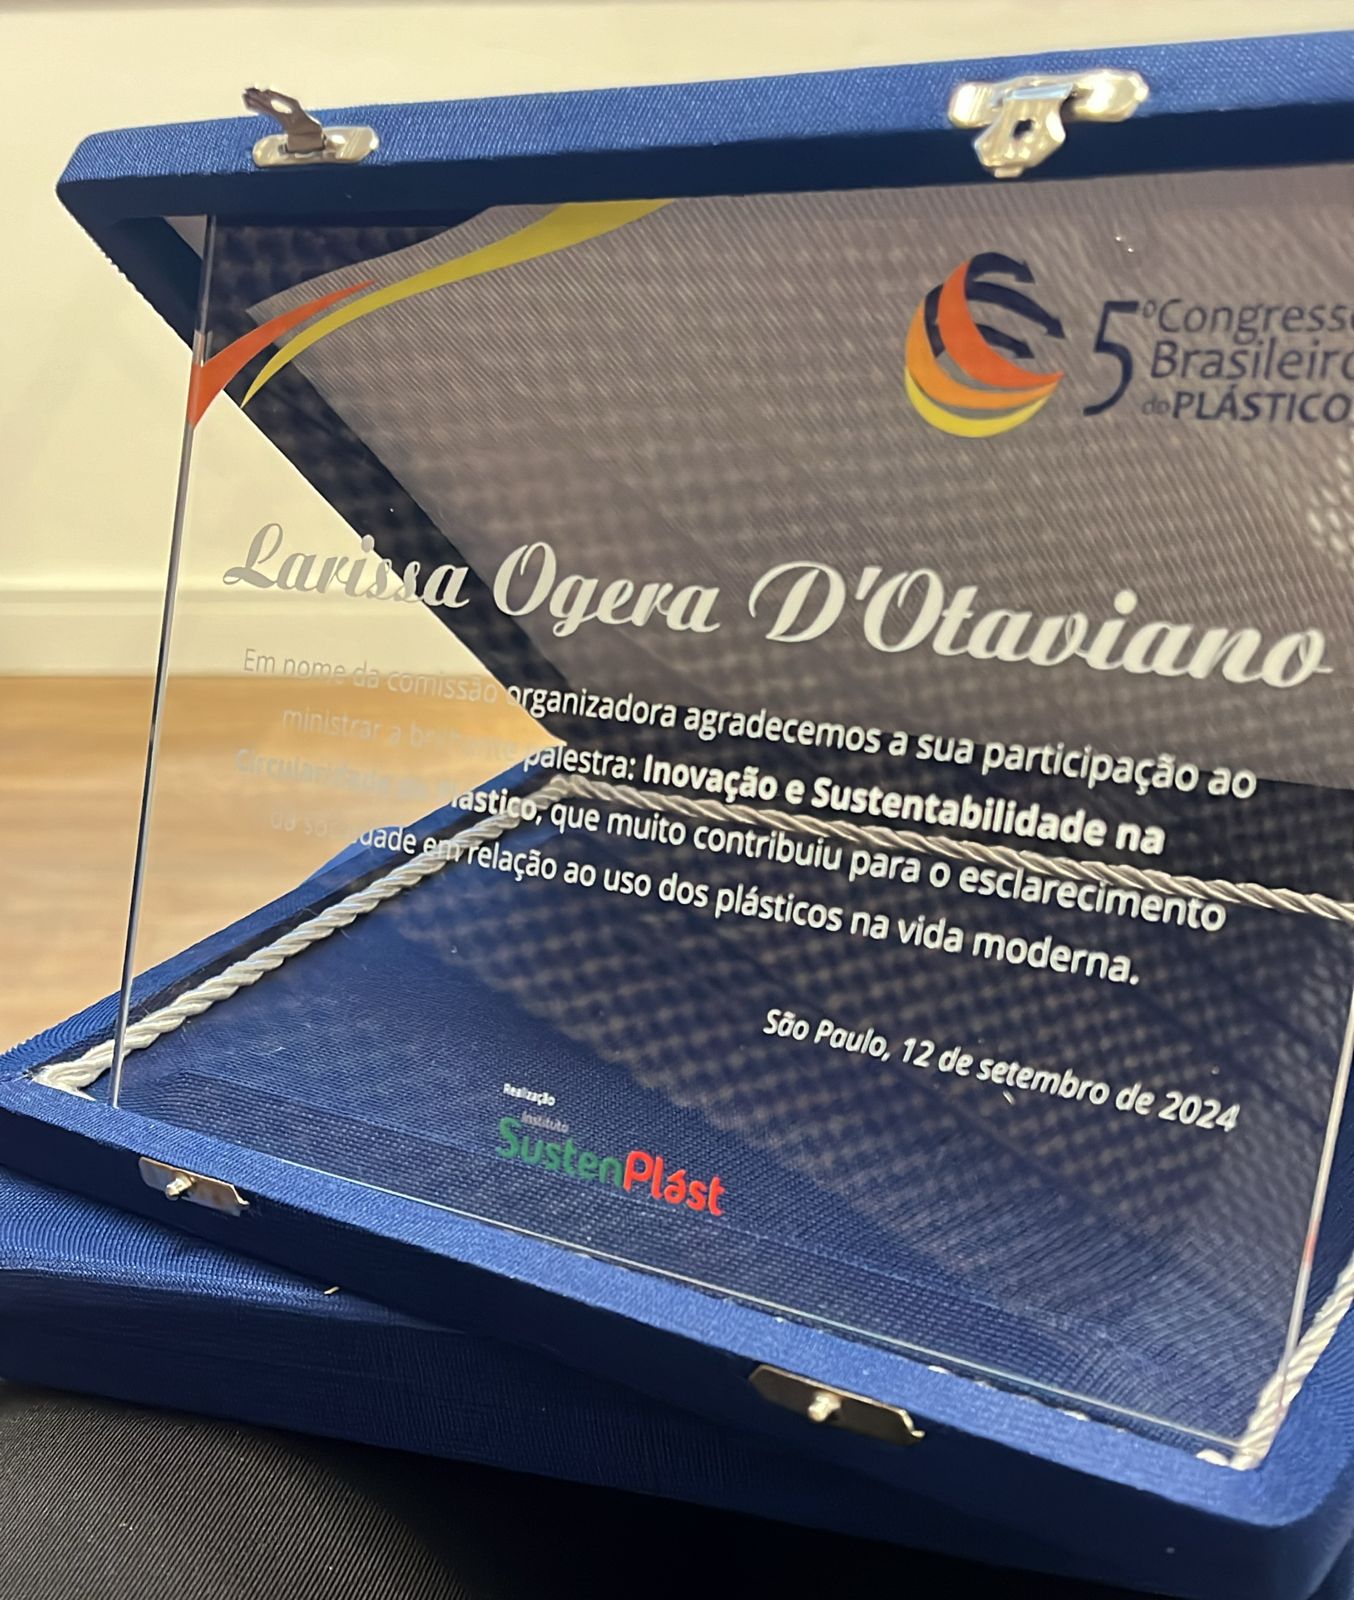 5º Congresso
Brasileiro
do PLÁSTICO
Larissa Ogera D'Otaviano
Em nome da comissão organizadora agradecemos a sua participação ao
ministrar a brilhante palestra: Inovação e Sustentabilidade na
Circularidade do Plástico, que muito contribuiu para o esclarecimento
da sociedade em relação ao uso dos plásticos na vida moderna.
São Paulo, 12 de setembro de 2024
Realização
Instituto
SustenPlást